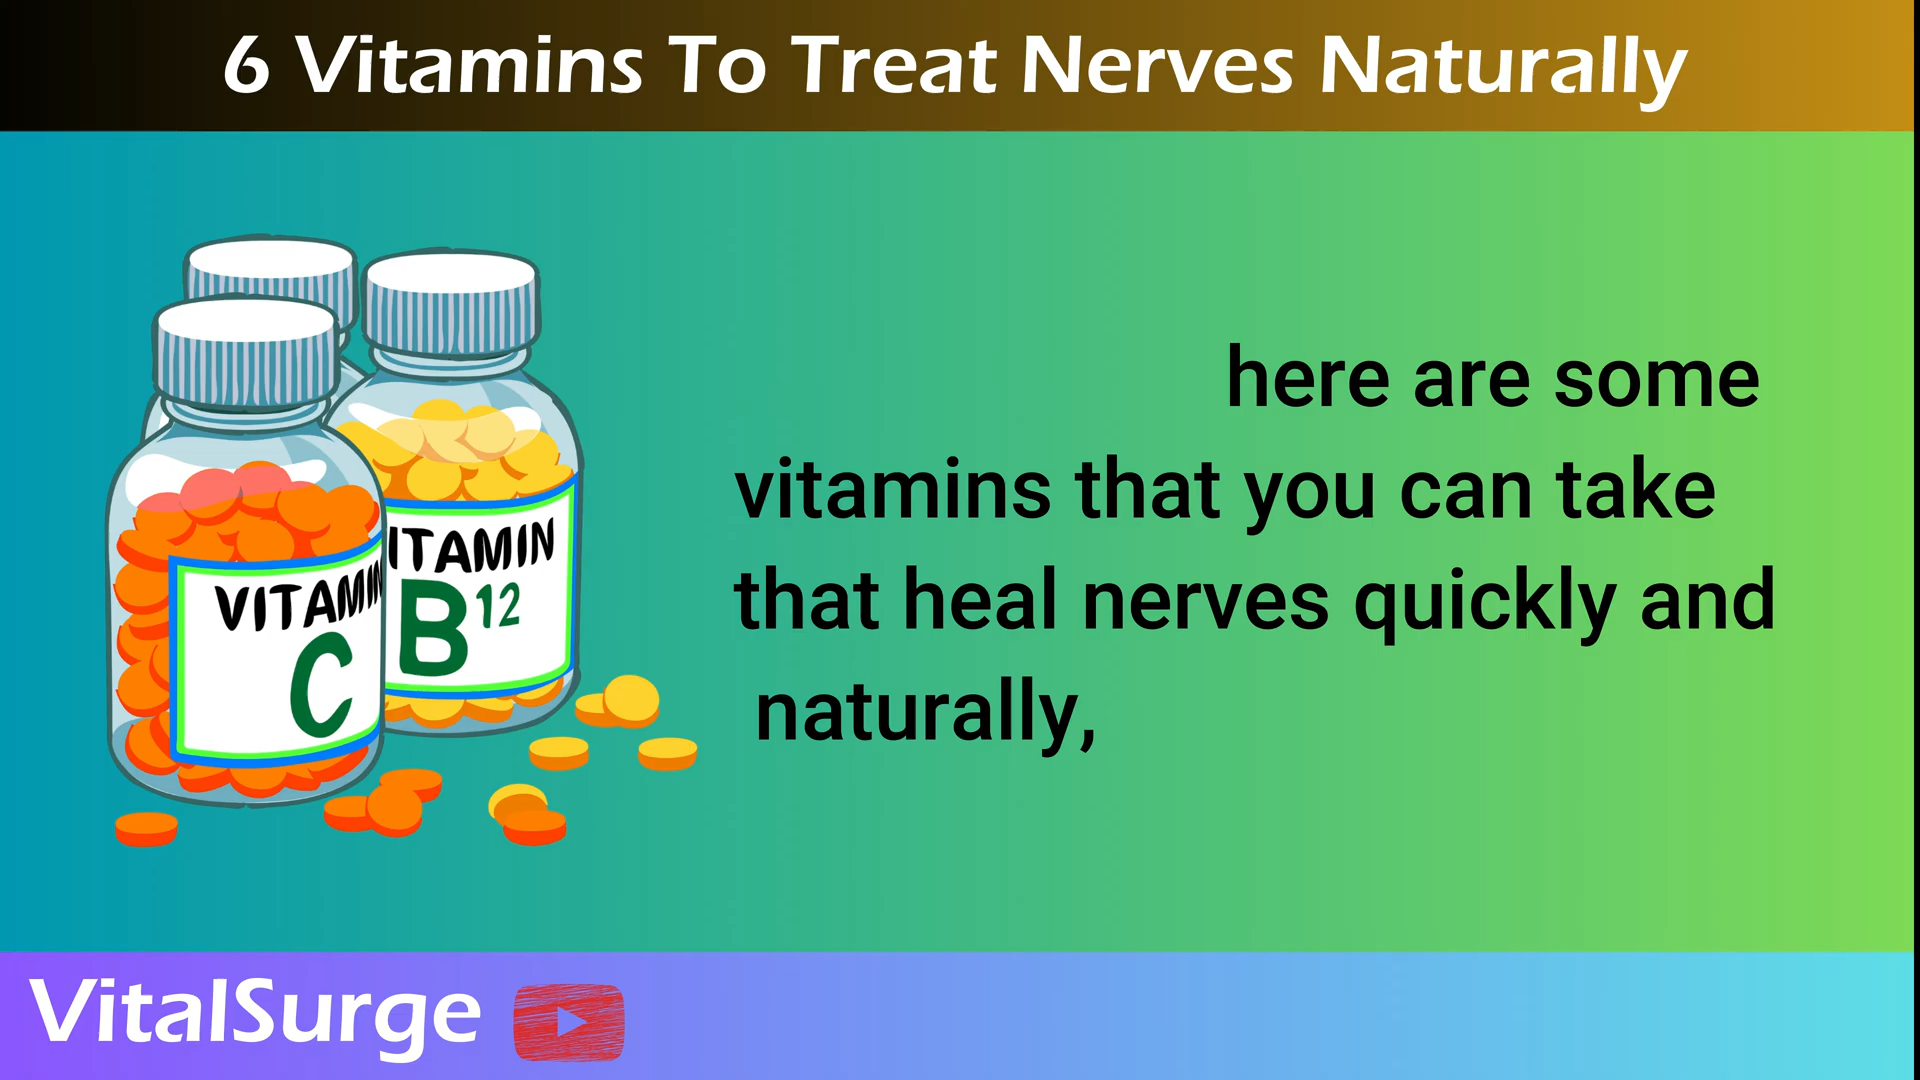 6 Vitamins To Treat Nerves Naturally
here are some
vitamins that you can take
that heal nerves quickly and
naturally,
VITAMIN
C
ITAMIN
B12
VitalSurge